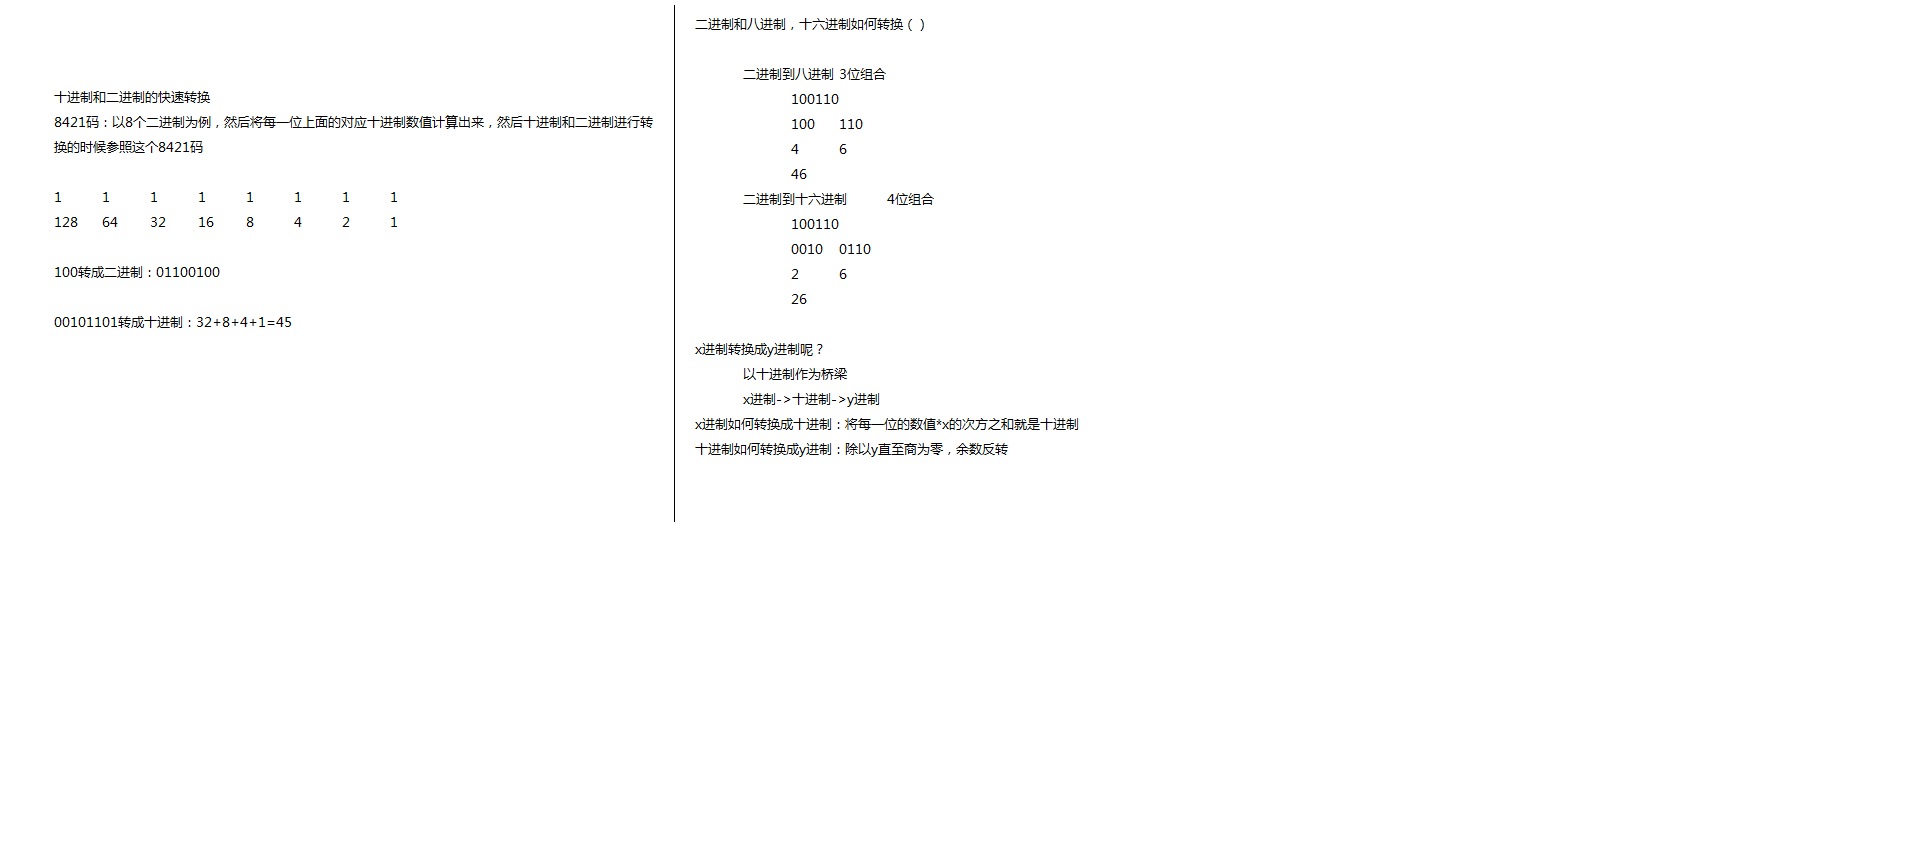 十进制和二进制的快速转换
8421码：以8个二进制为例，然后将每一位上面的对应十进制数值计算出来，然后十进制和二进制进行转
换的时候参照这个8421码
1 1 1 1 1 1 1 1
128 64 32 16 8 4 2 1
100转成二进制：01100100
00101101转成十进制：32+8+4+1=45
二进制和八进制，十六进制如何转换（ ）
二进制到八进制 3位组合
100110
100 110
4 6
46
二进制到十六进制 4位组合
100110
0010 0110
2 6
26
x进制转换成y进制呢？
以十进制作为桥梁
x进制->十进制->y进制
x进制如何转换成十进制：将每一位的数值*x的次方之和就是十进制
十进制如何转换成y进制：除以y直至商为零，余数反转